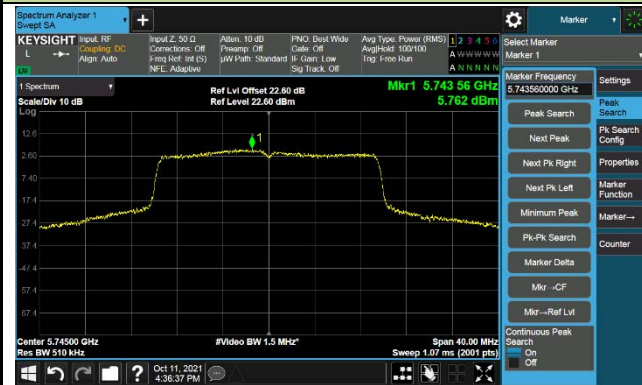 Spectrum Analyzer 1
Swept SA
Marker
KEYSIGHT
L
Input: RF
Coupling: DC
Align: Auto
Input Z: 50 Ω
Corrections: Off
Freq Ref: Int (S)
NFE: Adaptive
Atten: 10 dB
Preamp: Off
µW Path: Standard
PNO: Best Wide
Gate: Off
IF Gain: Low
Sig Track: Off
Avg Type: Power (RMS)
Avg|Hold: 100/100
Trig: Free Run
1 2 3 4 5 6
A W W W W W
A N N N N N
Select Marker
Marker 1
1 Spectrum
Scale/Div 10 dB
Log
Ref Lvl Offset 22.60 dB
Ref Level 22.60 dBm
Mkr1 5.743 56 GHz
5.762 dBm
1
12.6
2.60
-7.40
-17.4
-27.4
-37.4
-47.4
-57.4
-67.4
Center 5.74500 GHz
Res BW 510 kHz
#Video BW 1.5 MHz*
Span 40.00 MHz
Sweep 1.07 ms (2001 pts)
Marker Frequency
5.743560000 GHz
Peak Search
Next Peak
Next Pk Right
Next Pk Left
Minimum Peak
Pk-Pk Search
Marker Delta
Mkr→CF
Mkr→Ref Lvl
Continuous Peak
Search
On
Off
Settings
Peak
Search
Pk Search
Config
Properties
Marker
Function
Marker→
Counter
Oct 11, 2021
4:36:37 PM